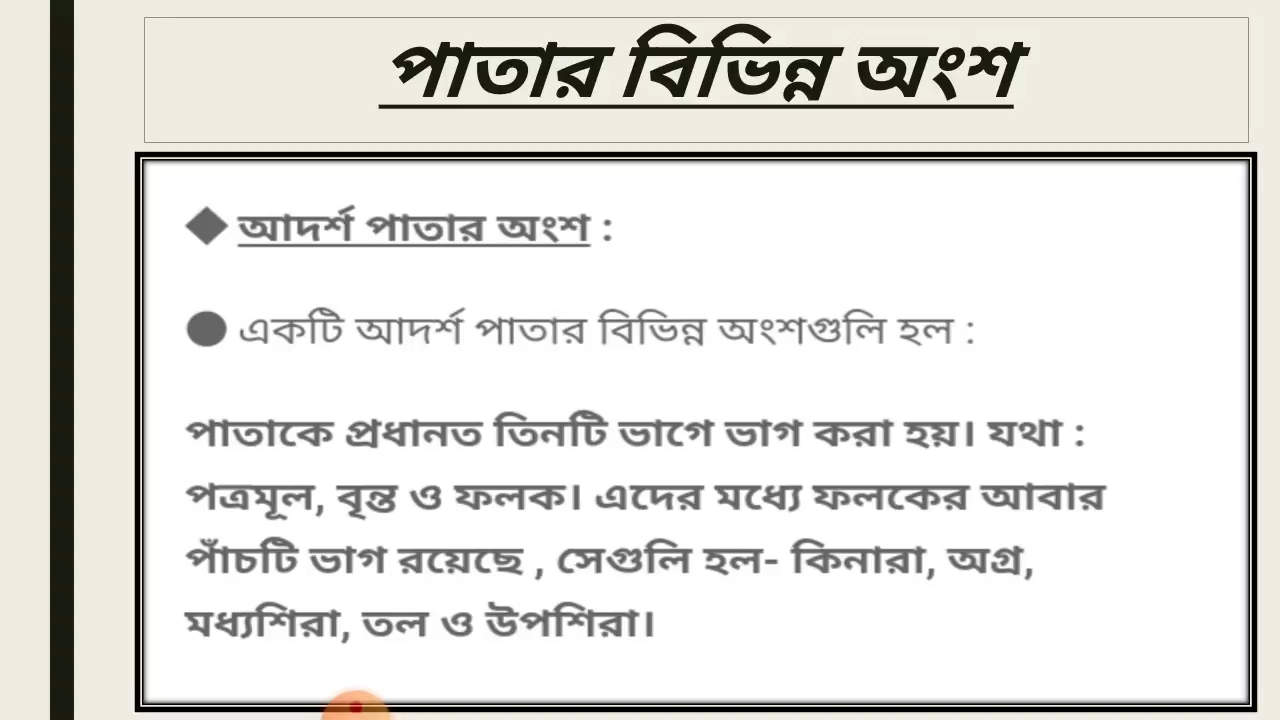 পাতার বিভিন্ন অংশ
◆ আদর্শ পাতার অংশ :
● একটি আদর্শ পাতার বিভিন্ন অংশগুলি হল :
পাতাকে প্রধানত তিনটি ভাগে ভাগ করা হয়। যথা :
পত্রমূল, বৃন্ত ও ফলক। এদের মধ্যে ফলকের আবার
পাঁচটি ভাগ রয়েছে , সেগুলি হল- কিনারা, অগ্র,
মধ্যশিরা, তল ও উপশিরা।